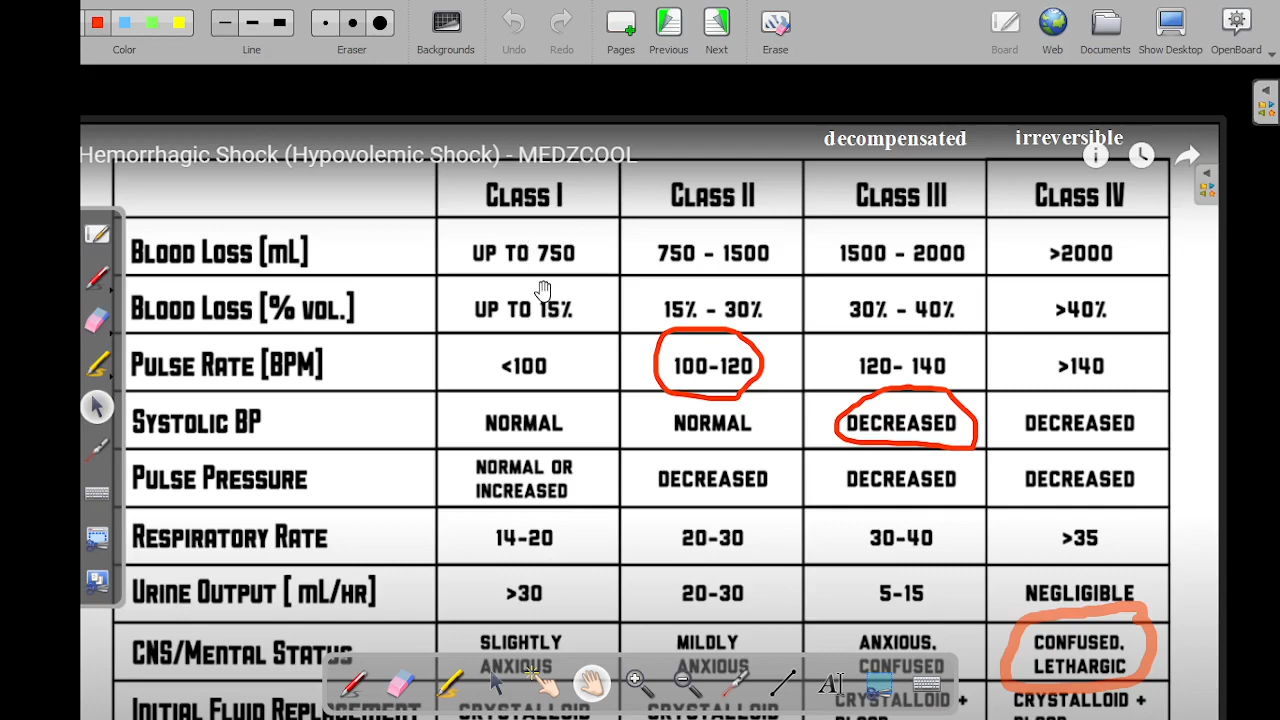 Color Line Eraser Backgrounds Undo Redo Pages Previous Next Erase Board Web Documents Show Desktop OpenBoard
decompensated irreversible
Hemorrhagic Shock (Hypovolemic Shock) - MEDZCOOL
CLASS I CLASS II CLASS III CLASS IV
BLOOD LOSS [mL] UP TO 750 750 - 1500 1500 - 2000 >2000
BLOOD LOSS [% VOL.] UP TO 15% 15% - 30% 30% - 40% >40%
PULSE RATE [BPM] <100 100-120 120- 140 >140
SYSTOLIC BP NORMAL NORMAL DECREASED DECREASED
PULSE PRESSURE NORMAL OR INCREASED DECREASED DECREASED DECREASED
RESPIRATORY RATE 14-20 20-30 30-40 >35
URINE OUTPUT [ mL/HR] >30 20-30 5-15 NEGLIGIBLE
CNS/MENTAL STATUS SLIGHTLY ANXIOUS MILDLY ANXIOUS ANXIOUS, CONFUSED CONFUSED, LETHARGIC
INITIAL FLUID REPLACEMENT CRYSTALLOID CRYSTALLOID CRYSTALLOID + CRYSTALLOID +